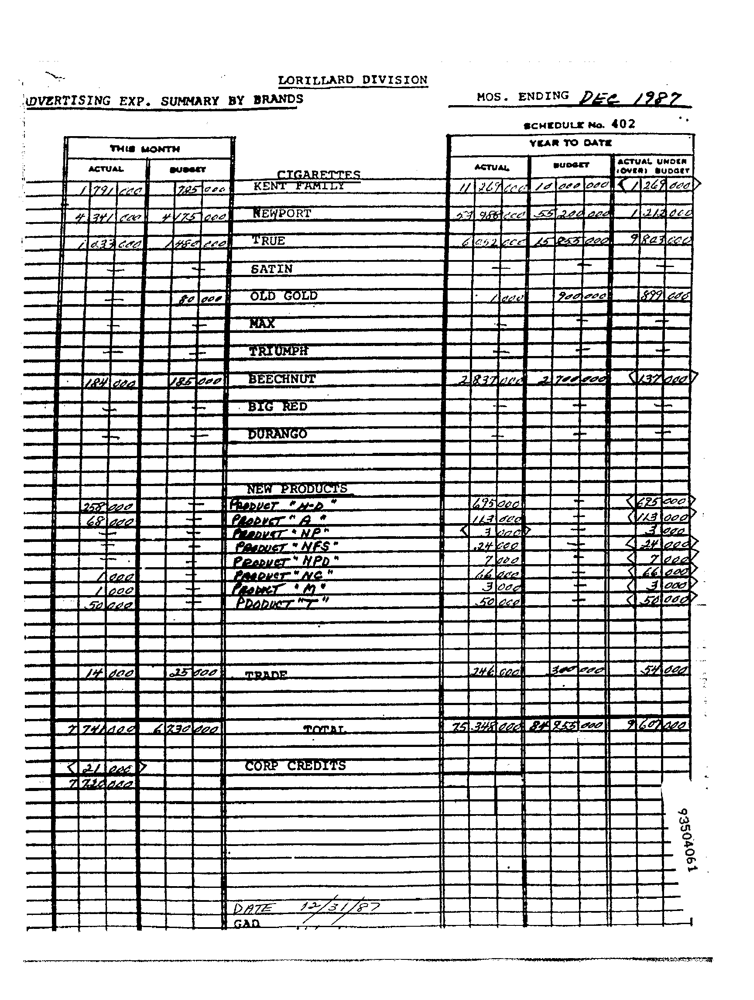 LORILLARD DIVISION
ADVERTISING EXP. SUMMARY BY BRANDS MOS. ENDING DEC 1987
SCHEDULE No. 402
THIS MONTH YEAR TO DATE
ACTUAL BUDGET CIGARETTES ACTUAL BUDGET ACTUAL UNDER (OVER) BUDGET
1 791 000 785 000 KENT FAMILY 11 269 000 10 000 000 <1 269 000>
4 341 000 4 175 000 NEWPORT 53 988 000 55 200 000 1 212 000
1 033 000 1 480 000 TRUE 6 052 000 15 855 000 9 803 000
— — SATIN — — —
— 80 000 OLD GOLD 1 000 900 000 899 000
— — MAX — — —
— — TRIUMPH — — —
184 000 185 000 BEECHNUT 2 837 000 2 700 000 <137 000>
— — BIG RED — — —
— — DURANGO — — —
NEW PRODUCTS
258 000 — PRODUCT "N-D" 695 000 — <695 000>
68 000 — PRODUCT "A" 113 000 — <113 000>
— — PRODUCT "NP" <3 000> — 3 000
— — PRODUCT "NFS" 24 000 — <24 000>
— — PRODUCT "NPD" 7 000 — <7 000>
1 000 — PRODUCT "NG" 66 000 — <66 000>
1 000 — PRODUCT "M" 3 000 — <3 000>
50 000 — PRODUCT "T" 50 000 — <50 000>
14 000 25 000 TRADE 246 000 300 000 54 000
7 741 000 6 730 000 TOTAL 75 348 000 84 955 000 9 607 000
<21 000> CORP CREDITS
7 720 000
93504061
DATE 12/31/87
GAD